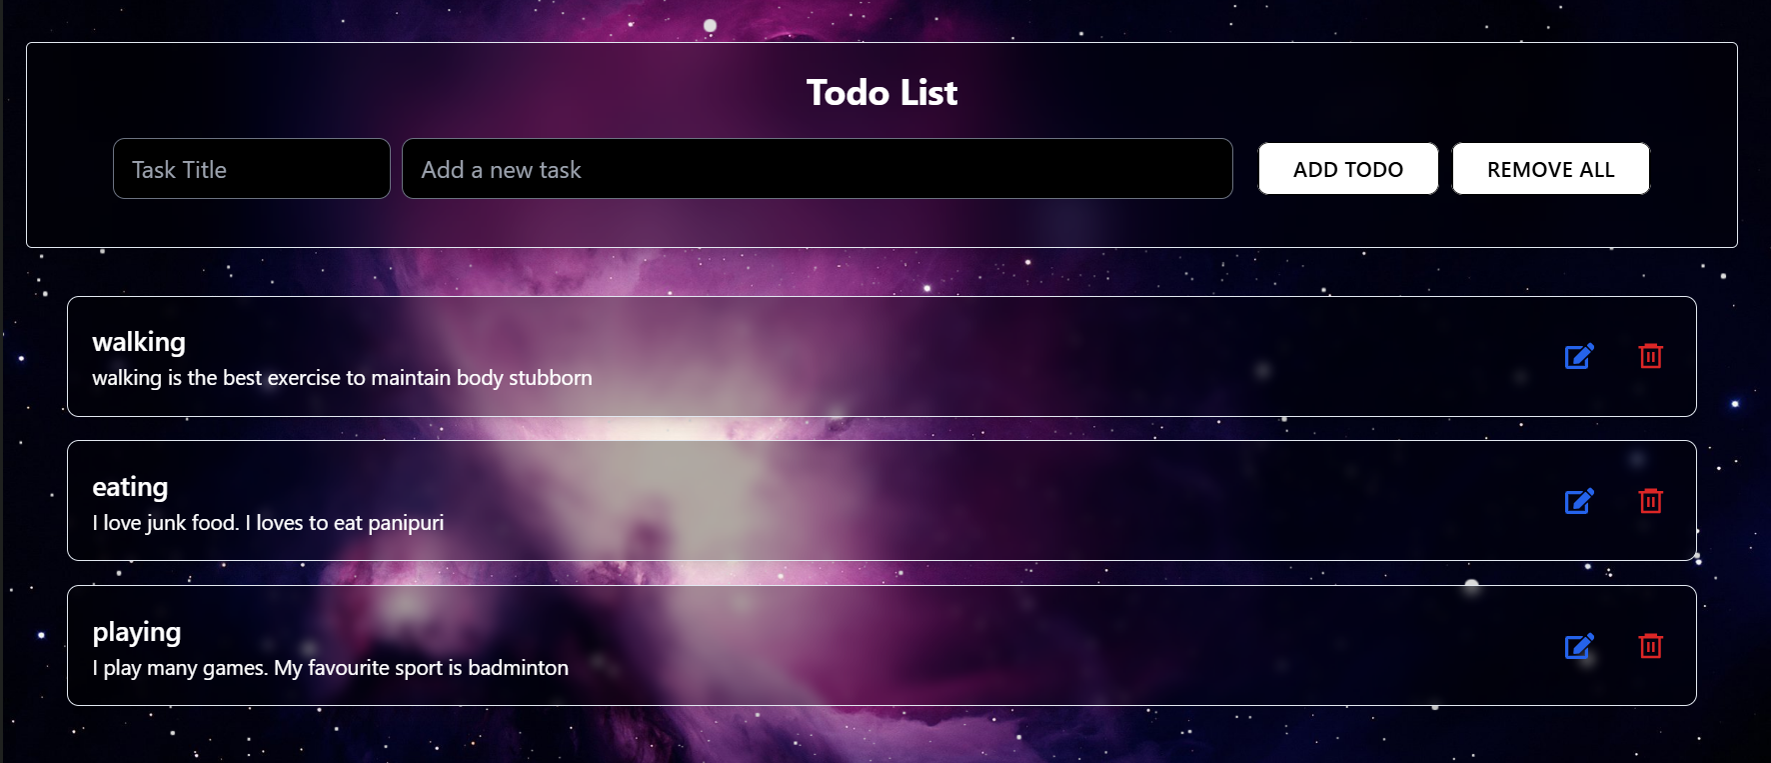 Todo List
Task Title
Add a new task
ADD TODO
REMOVE ALL
walking
walking is the best exercise to maintain body stubborn
eating
I love junk food. I loves to eat panipuri
playing
I play many games. My favourite sport is badminton